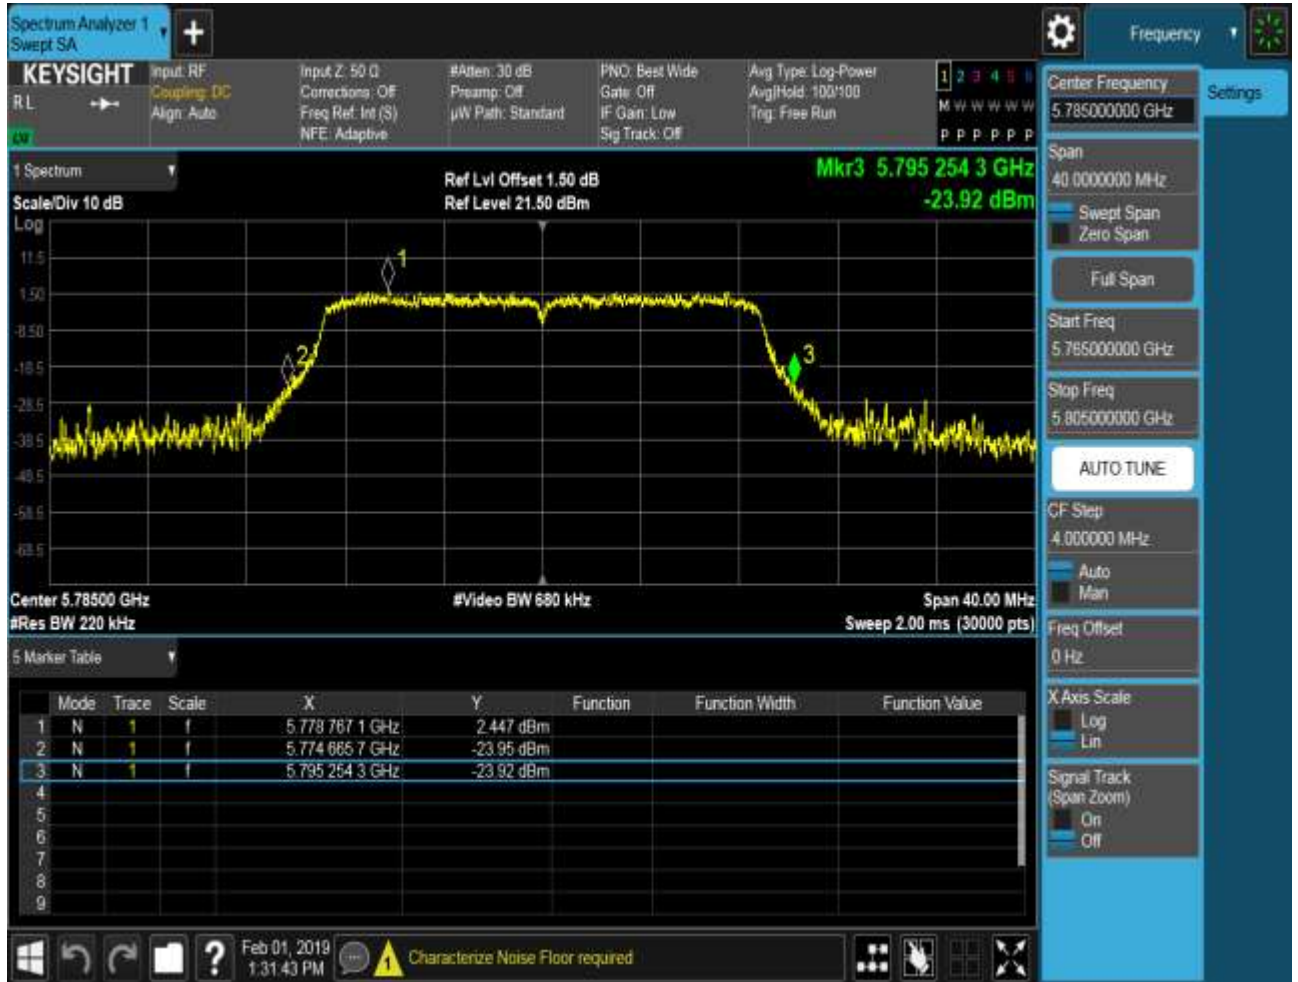 Spectrum Analyzer 1
Swept SA
Frequency
KEYSIGHT
RL
Input: RF
Coupling: DC
Align: Auto
Input Z: 50 Ω
Corrections: Off
Freq Ref: Int (S)
NFE: Adaptive
#Atten: 30 dB
Preamp: Off
µW Path: Standard
PNO: Best Wide
Gate: Off
IF Gain: Low
Sig Track: Off
Avg Type: Log-Power
Avg|Hold: 100/100
Trig: Free Run
1 2 3 4 5 6
M W W W W W
P P P P P P
1 Spectrum
Scale/Div 10 dB
Ref Lvl Offset 1.50 dB
Ref Level 21.50 dBm
Mkr3 5.795 254 3 GHz
-23.92 dBm
Log
11.5
1.50
-8.50
-18.5
-28.5
-38.5
-48.5
-58.5
-68.5
1
2
3
Center 5.78500 GHz
#Video BW 680 kHz
Span 40.00 MHz
#Res BW 220 kHz
Sweep 2.00 ms (30000 pts)
5 Marker Table
Mode Trace Scale X Y Function Function Width Function Value
1 N 1 f 5.778 767 1 GHz 2.447 dBm
2 N 1 f 5.774 665 7 GHz -23.95 dBm
3 N 1 f 5.795 254 3 GHz -23.92 dBm
4
5
6
7
8
9
Feb 01, 2019
1:31:43 PM
1
Characterize Noise Floor required
Settings
Center Frequency
5.785000000 GHz
Span
40.0000000 MHz
Swept Span
Zero Span
Full Span
Start Freq
5.765000000 GHz
Stop Freq
5.805000000 GHz
AUTO TUNE
CF Step
4.000000 MHz
Auto
Man
Freq Offset
0 Hz
X Axis Scale
Log
Lin
Signal Track
(Span Zoom)
On
Off